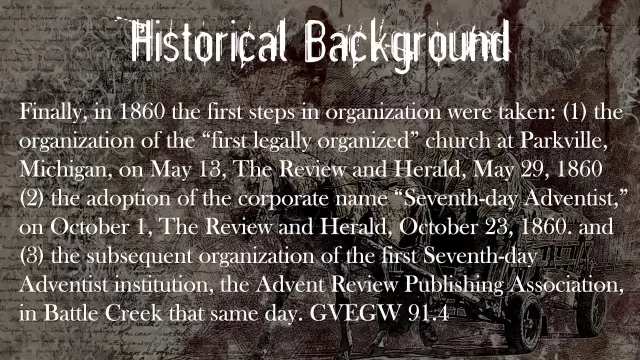 Historical Background
Finally, in 1860 the first steps in organization were taken: (1) the
organization of the “first legally organized” church at Parkville,
Michigan, on May 13, The Review and Herald, May 29, 1860
(2) the adoption of the corporate name “Seventh-day Adventist,”
on October 1, The Review and Herald, October 23, 1860. and
(3) the subsequent organization of the first Seventh-day
Adventist institution, the Advent Review Publishing Association,
in Battle Creek that same day. GVEGW 91.4